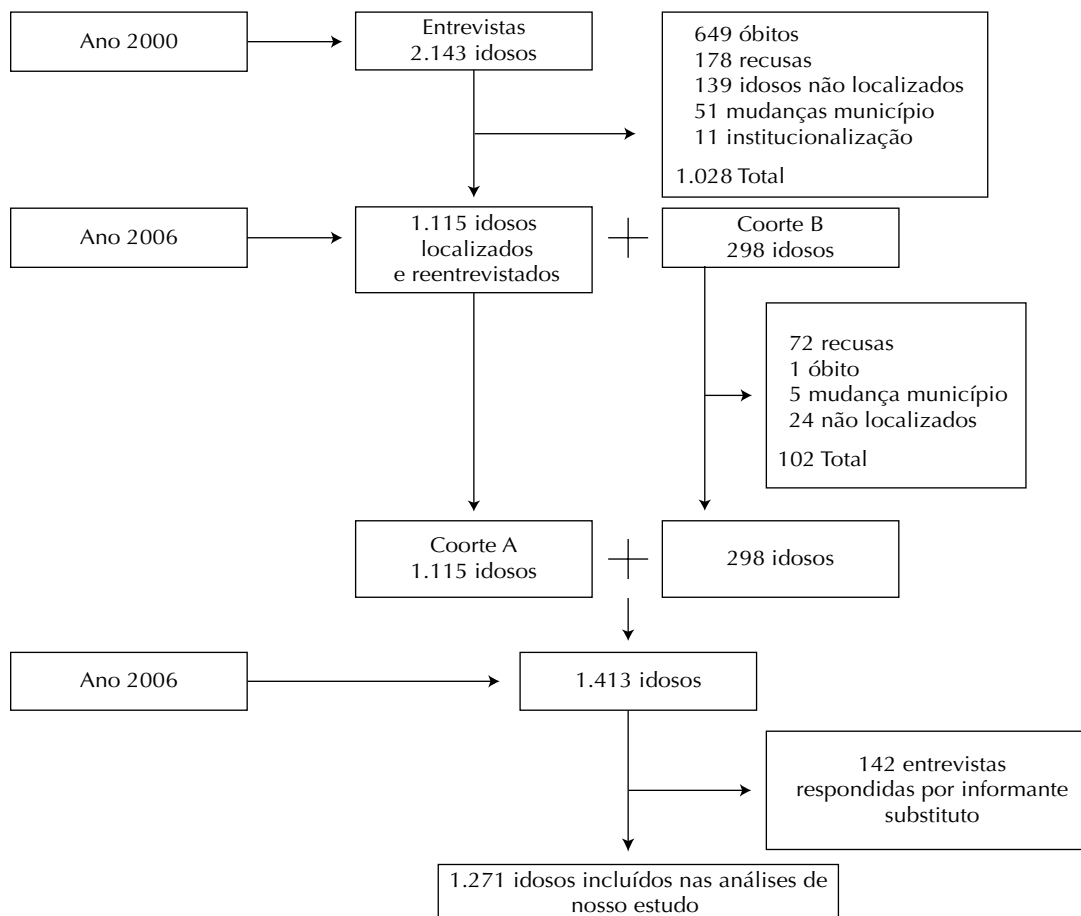 Ano 2000
Entrevistas
2.143 idosos
649 óbitos
178 recusas
139 idosos não localizados
51 mudanças município
11 institucionalização
1.028 Total
Ano 2006
1.115 idosos
localizados
e reentrevistados
Coorte B
298 idosos
72 recusas
1 óbito
5 mudança município
24 não localizados
102 Total
Coorte A
1.115 idosos
298 idosos
Ano 2006
1.413 idosos
142 entrevistas
respondidas por informante
substituto
1.271 idosos incluídos nas análises de
nosso estudo